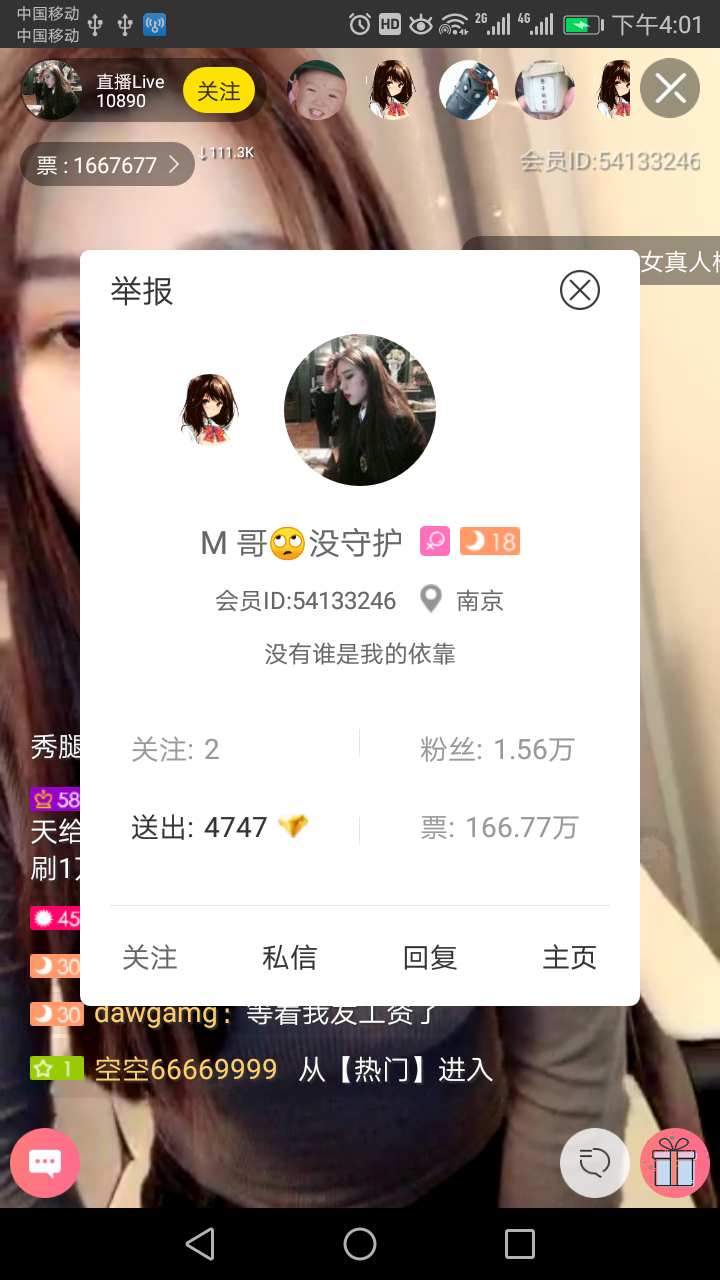 中国移动
中国移动
HD
2G
4G
下午4:01
直播Live
10890
关注
票 : 1667677
↓111.3K
会员ID:54133246
女真人
举报
M 哥🙄没守护
18
会员ID:54133246
南京
没有谁是我的依靠
关注: 2
粉丝: 1.56万
送出: 4747
票: 166.77万
关注
私信
回复
主页
秀腿
58
天给
刷1
45
30
30 dawgamg：等着我发工资了
1 空空66669999 从【热门】进入